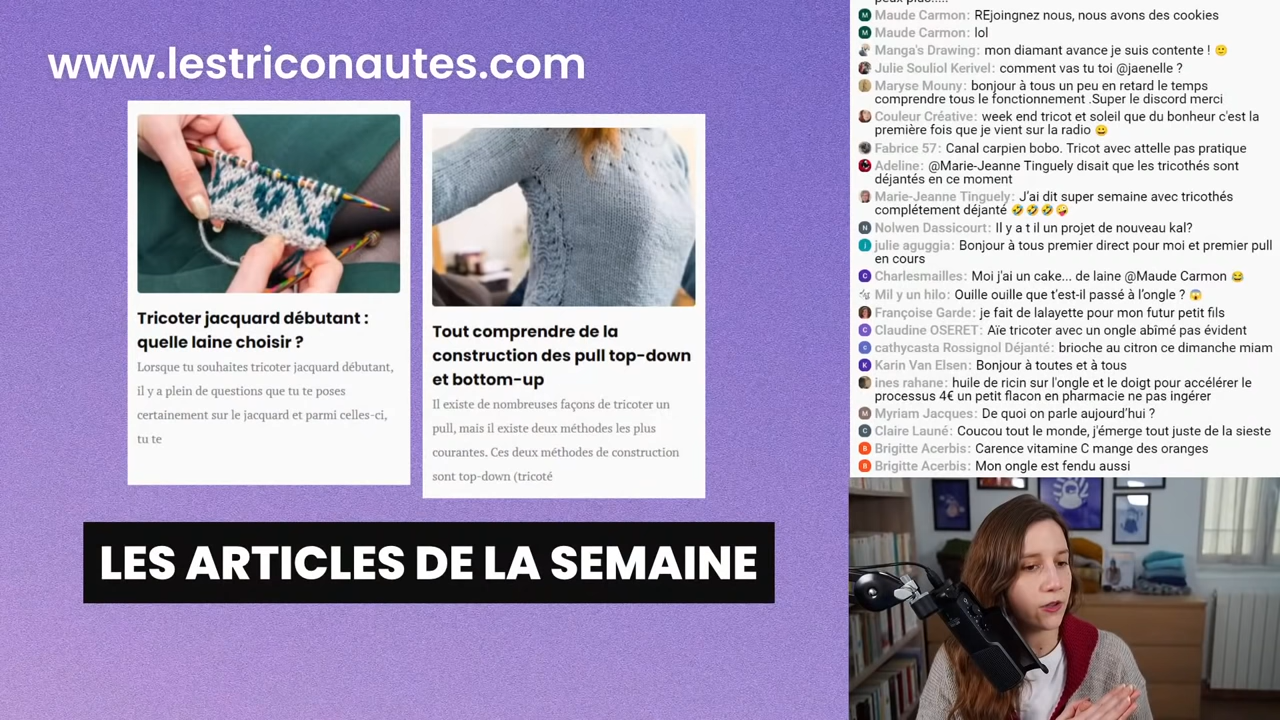 www.lestriconautes.com
Tricoter jacquard débutant :
quelle laine choisir ?
Lorsque tu souhaites tricoter jacquard débutant,
il y a plein de questions que tu te poses
certainement sur le jacquard et parmi celles-ci,
tu te
Tout comprendre de la
construction des pull top-down
et bottom-up
Il existe de nombreuses façons de tricoter un
pull, mais il existe deux méthodes les plus
courantes. Ces deux méthodes de construction
sont top-down (tricoté
LES ARTICLES DE LA SEMAINE
Maude Carmon: REjoingnez nous, nous avons des cookies
Maude Carmon: lol
Manga's Drawing: mon diamant avance je suis contente ! 🙂
Julie Souliol Kerivel: comment vas tu toi @jaenelle ?
Maryse Mouny: bonjour à tous un peu en retard le temps
comprendre tous le fonctionnement .Super le discord merci
Couleur Créative: week end tricot et soleil que du bonheur c'est la
première fois que je vient sur la radio 😀
Fabrice 57: Canal carpien bobo. Tricot avec attelle pas pratique
Adeline: @Marie-Jeanne Tinguely disait que les tricothés sont
déjantés en ce moment
Marie-Jeanne Tinguely: J'ai dit super semaine avec tricothés
complétement déjanté 🤣🤣🤣🤪
Nolwen Dassicourt: Il y a t il un projet de nouveau kal?
julie aguggia: Bonjour à tous premier direct pour moi et premier pull
en cours
Charlesmailles: Moi j'ai un cake... de laine @Maude Carmon 😂
Mil y un hilo: Ouille ouille que t'est-il passé à l'ongle ? 😱
Françoise Garde: je fait de lalayette pour mon futur petit fils
Claudine OSERET: Aïe tricoter avec un ongle abîmé pas évident
cathycasta Rossignol Déjanté: brioche au citron ce dimanche miam
Karin Van Elsen: Bonjour à toutes et à tous
ines rahane: huile de ricin sur l'ongle et le doigt pour accélérer le
processus 4€ un petit flacon en pharmacie ne pas ingérer
Myriam Jacques: De quoi on parle aujourd'hui ?
Claire Launé: Coucou tout le monde, j'émerge tout juste de la sieste
Brigitte Acerbis: Carence vitamine C mange des oranges
Brigitte Acerbis: Mon ongle est fendu aussi